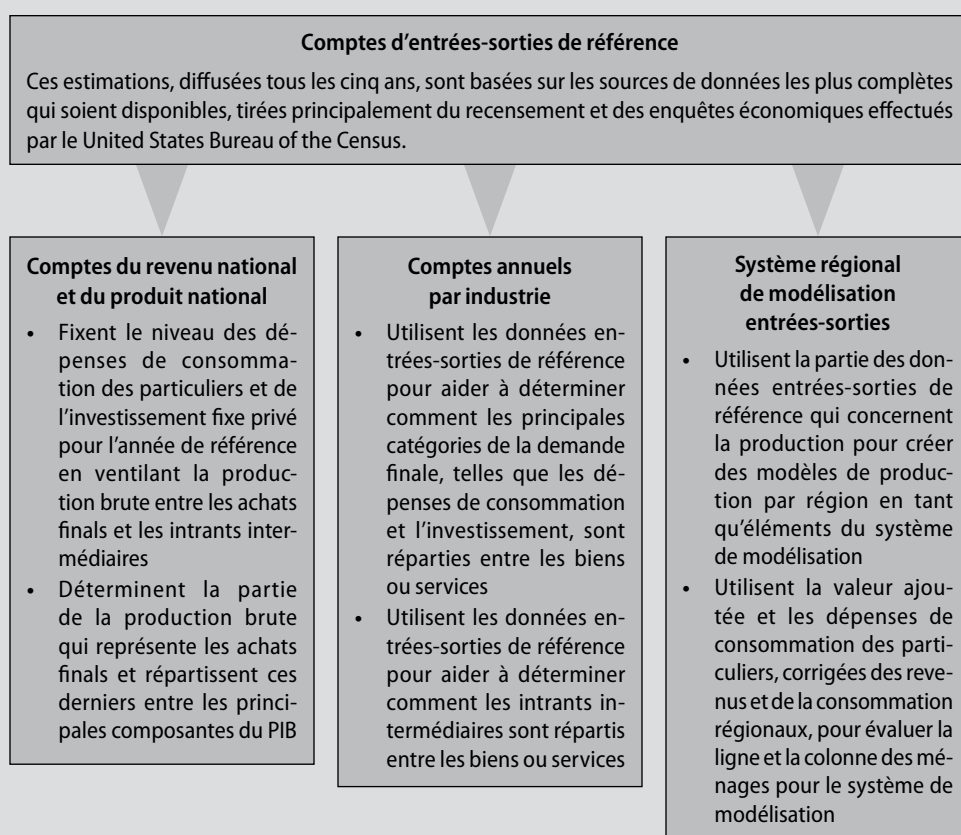 Comptes d'entrées-sorties de référence
Ces estimations, diffusées tous les cinq ans, sont basées sur les sources de données les plus complètes
qui soient disponibles, tirées principalement du recensement et des enquêtes économiques effectués
par le United States Bureau of the Census.
Comptes du revenu national
et du produit national
• Fixent le niveau des dé-
penses de consomma-
tion des particuliers et de
l'investissement fixe privé
pour l'année de référence
en ventilant la produc-
tion brute entre les achats
finals et les intrants inter-
médiaires
• Déterminent la partie
de la production brute
qui représente les achats
finals et répartissent ces
derniers entre les princi-
pales composantes du PIB
Comptes annuels
par industrie
• Utilisent les données en-
trées-sorties de référence
pour aider à déterminer
comment les principales
catégories de la demande
finale, telles que les dé-
penses de consommation
et l'investissement, sont
réparties entre les biens
ou services
• Utilisent les données en-
trées-sorties de référence
pour aider à déterminer
comment les intrants in-
termédiaires sont répartis
entre les biens ou services
Système régional
de modélisation
entrées-sorties
• Utilisent la partie des don-
nées entrées-sorties de
référence qui concernent
la production pour créer
des modèles de produc-
tion par région en tant
qu'éléments du système
de modélisation
• Utilisent la valeur ajou-
tée et les dépenses de
consommation des parti-
culiers, corrigées des reve-
nus et de la consommation
régionaux, pour évaluer la
ligne et la colonne des mé-
nages pour le système de
modélisation